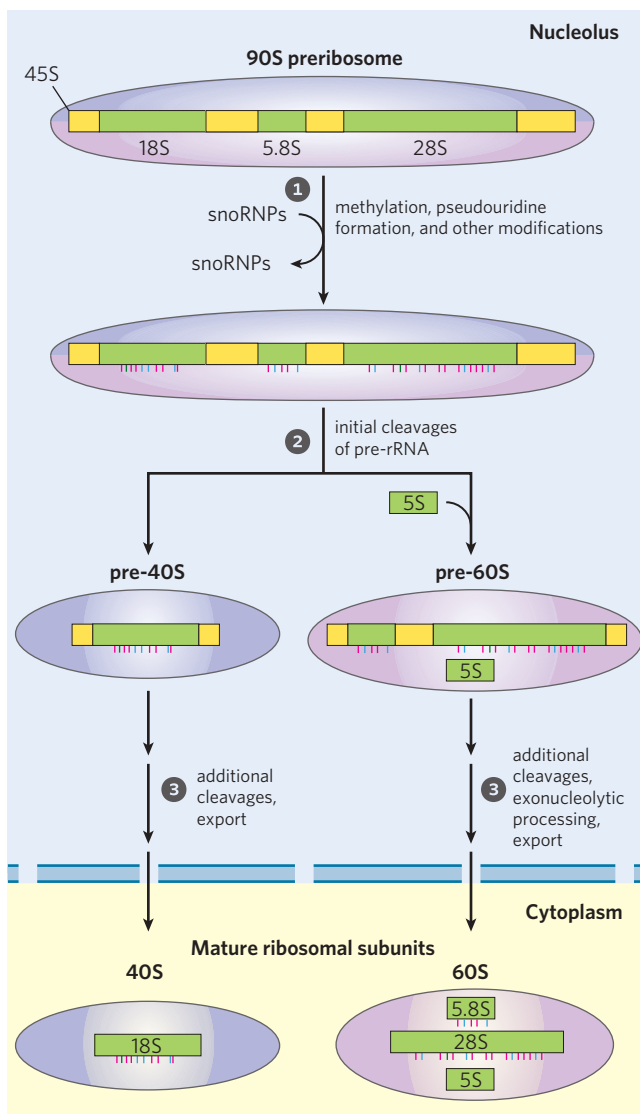 Nucleolus
90S preribosome
45S
18S
5.8S
28S
1
snoRNPs
methylation, pseudouridine
formation, and other modifications
snoRNPs
2
initial cleavages
of pre-rRNA
5S
pre-40S
pre-60S
5S
3
additional
cleavages,
export
3
additional
cleavages,
exonucleolytic
processing,
export
Cytoplasm
Mature ribosomal subunits
40S
60S
18S
5.8S
28S
5S